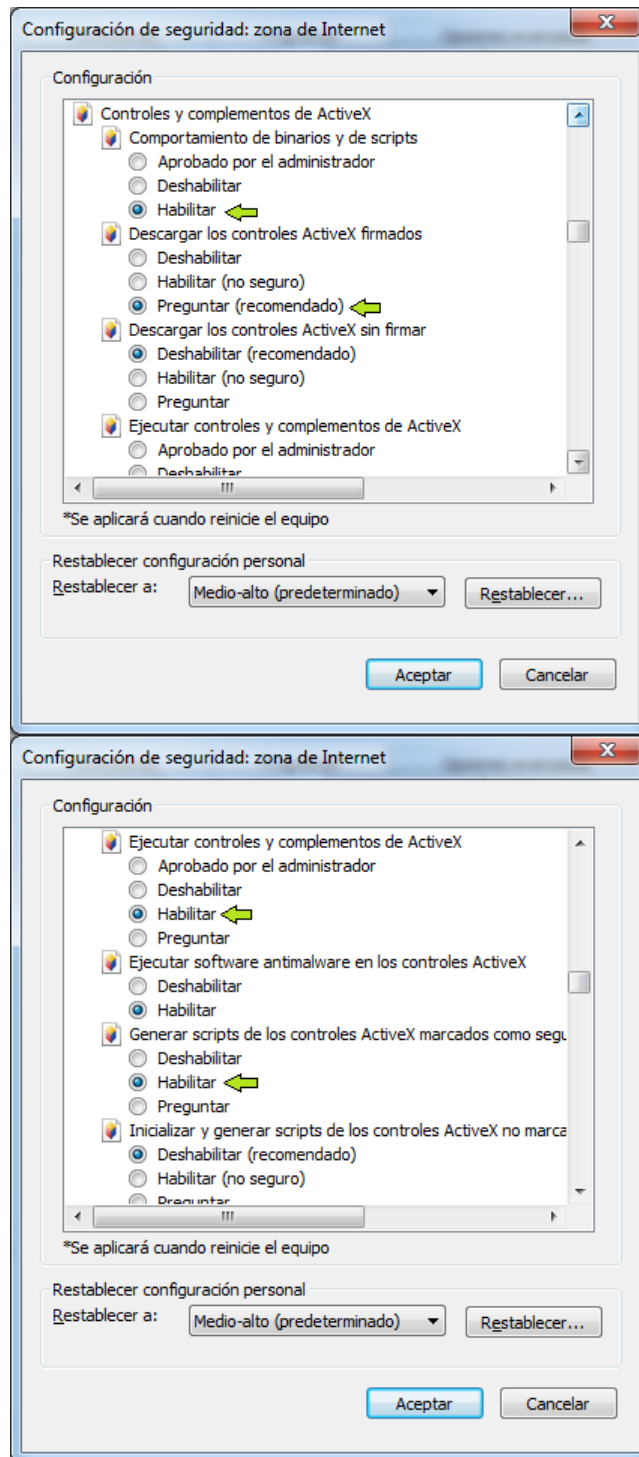 Configuración de seguridad: zona de Internet
Configuración
Controles y complementos de ActiveX
Comportamiento de binarios y de scripts
Aprobado por el administrador
Deshabilitar
Habilitar
Descargar los controles ActiveX firmados
Deshabilitar
Habilitar (no seguro)
Preguntar (recomendado)
Descargar los controles ActiveX sin firmar
Deshabilitar (recomendado)
Habilitar (no seguro)
Preguntar
Ejecutar controles y complementos de ActiveX
Aprobado por el administrador
Deshabilitar
*Se aplicará cuando reinicie el equipo
Restablecer configuración personal
Restablecer a: Medio-alto (predeterminado) Restablecer...
Aceptar Cancelar
Configuración de seguridad: zona de Internet
Configuración
Ejecutar controles y complementos de ActiveX
Aprobado por el administrador
Deshabilitar
Habilitar
Preguntar
Ejecutar software antimalware en los controles ActiveX
Deshabilitar
Habilitar
Generar scripts de los controles ActiveX marcados como segu
Deshabilitar
Habilitar
Preguntar
Inicializar y generar scripts de los controles ActiveX no marca
Deshabilitar (recomendado)
Habilitar (no seguro)
Preguntar
*Se aplicará cuando reinicie el equipo
Restablecer configuración personal
Restablecer a: Medio-alto (predeterminado) Restablecer...
Aceptar Cancelar